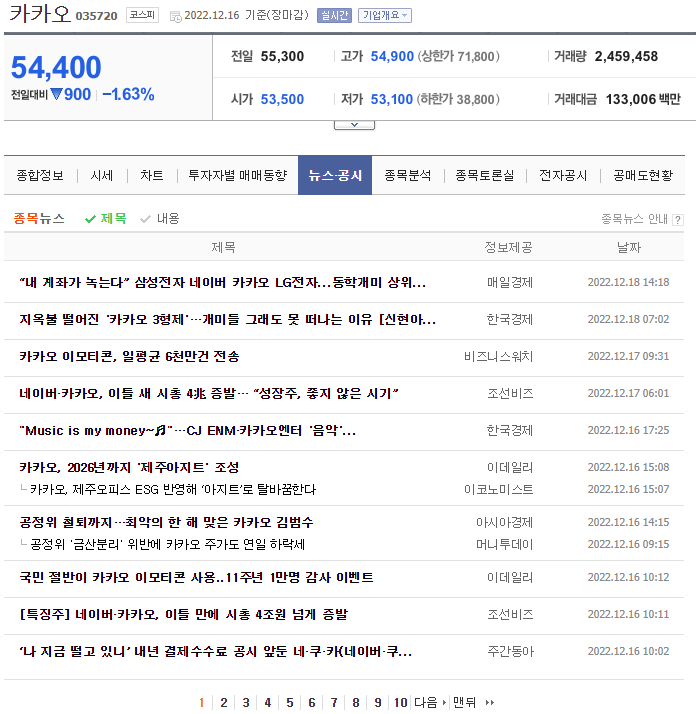 카카오 035720 코스피 2022.12.16 기준(장마감) 실시간 기업개요
54,400
전일대비 ▼900 −1.63%
전일 55,300 고가 54,900 (상한가 71,800) 거래량 2,459,458
시가 53,500 저가 53,100 (하한가 38,800) 거래대금 133,006 백만
종합정보 시세 차트 투자자별 매매동향 뉴스·공시 종목분석 종목토론실 전자공시 공매도현황
종목뉴스 제목 내용 종목뉴스 안내 ?
제목 정보제공 날짜
“내 계좌가 녹는다” 삼성전자 네이버 카카오 LG전자...동학개미 상위... 매일경제 2022.12.18 14:18
지옥불 떨어진 '카카오 3형제'…개미들 그래도 못 떠나는 이유 [신현아... 한국경제 2022.12.18 07:02
카카오 이모티콘, 일평균 6천만건 전송 비즈니스워치 2022.12.17 09:31
네이버·카카오, 이틀 새 시총 4兆 증발… “성장주, 좋지 않은 시기” 조선비즈 2022.12.17 06:01
"Music is my money~♬"…CJ ENM·카카오엔터 '음악'... 한국경제 2022.12.16 17:25
카카오, 2026년까지 '제주아지트' 조성 이데일리 2022.12.16 15:08
카카오, 제주오피스 ESG 반영해 ‘아지트’로 탈바꿈한다 이코노미스트 2022.12.16 15:07
공정위 철퇴까지…최악의 한 해 맞은 카카오 김범수 아시아경제 2022.12.16 14:15
공정위 '금산분리' 위반에 카카오 주가도 연일 하락세 머니투데이 2022.12.16 09:15
국민 절반이 카카오 이모티콘 사용..11주년 1만명 감사 이벤트 이데일리 2022.12.16 10:12
[특징주] 네이버·카카오, 이틀 만에 시총 4조원 넘게 증발 조선비즈 2022.12.16 10:11
‘나 지금 떨고 있니’ 내년 결제수수료 공시 앞둔 네·쿠·카(네이버·쿠... 주간동아 2022.12.16 10:02
1 2 3 4 5 6 7 8 9 10 다음 맨뒤